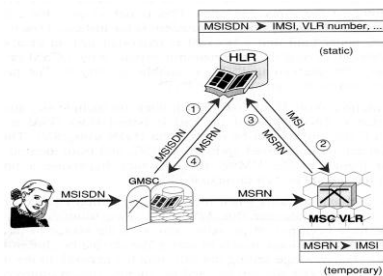 MSISDN ➤ IMSI, VLR number, ...
(static)
HLR
①
MSISDN
④
MSRN
③
MSRN
IMSI
②
GMSC
MSISDN
MSRN
MSC VLR
MSRN ➤ IMSI
(temporary)